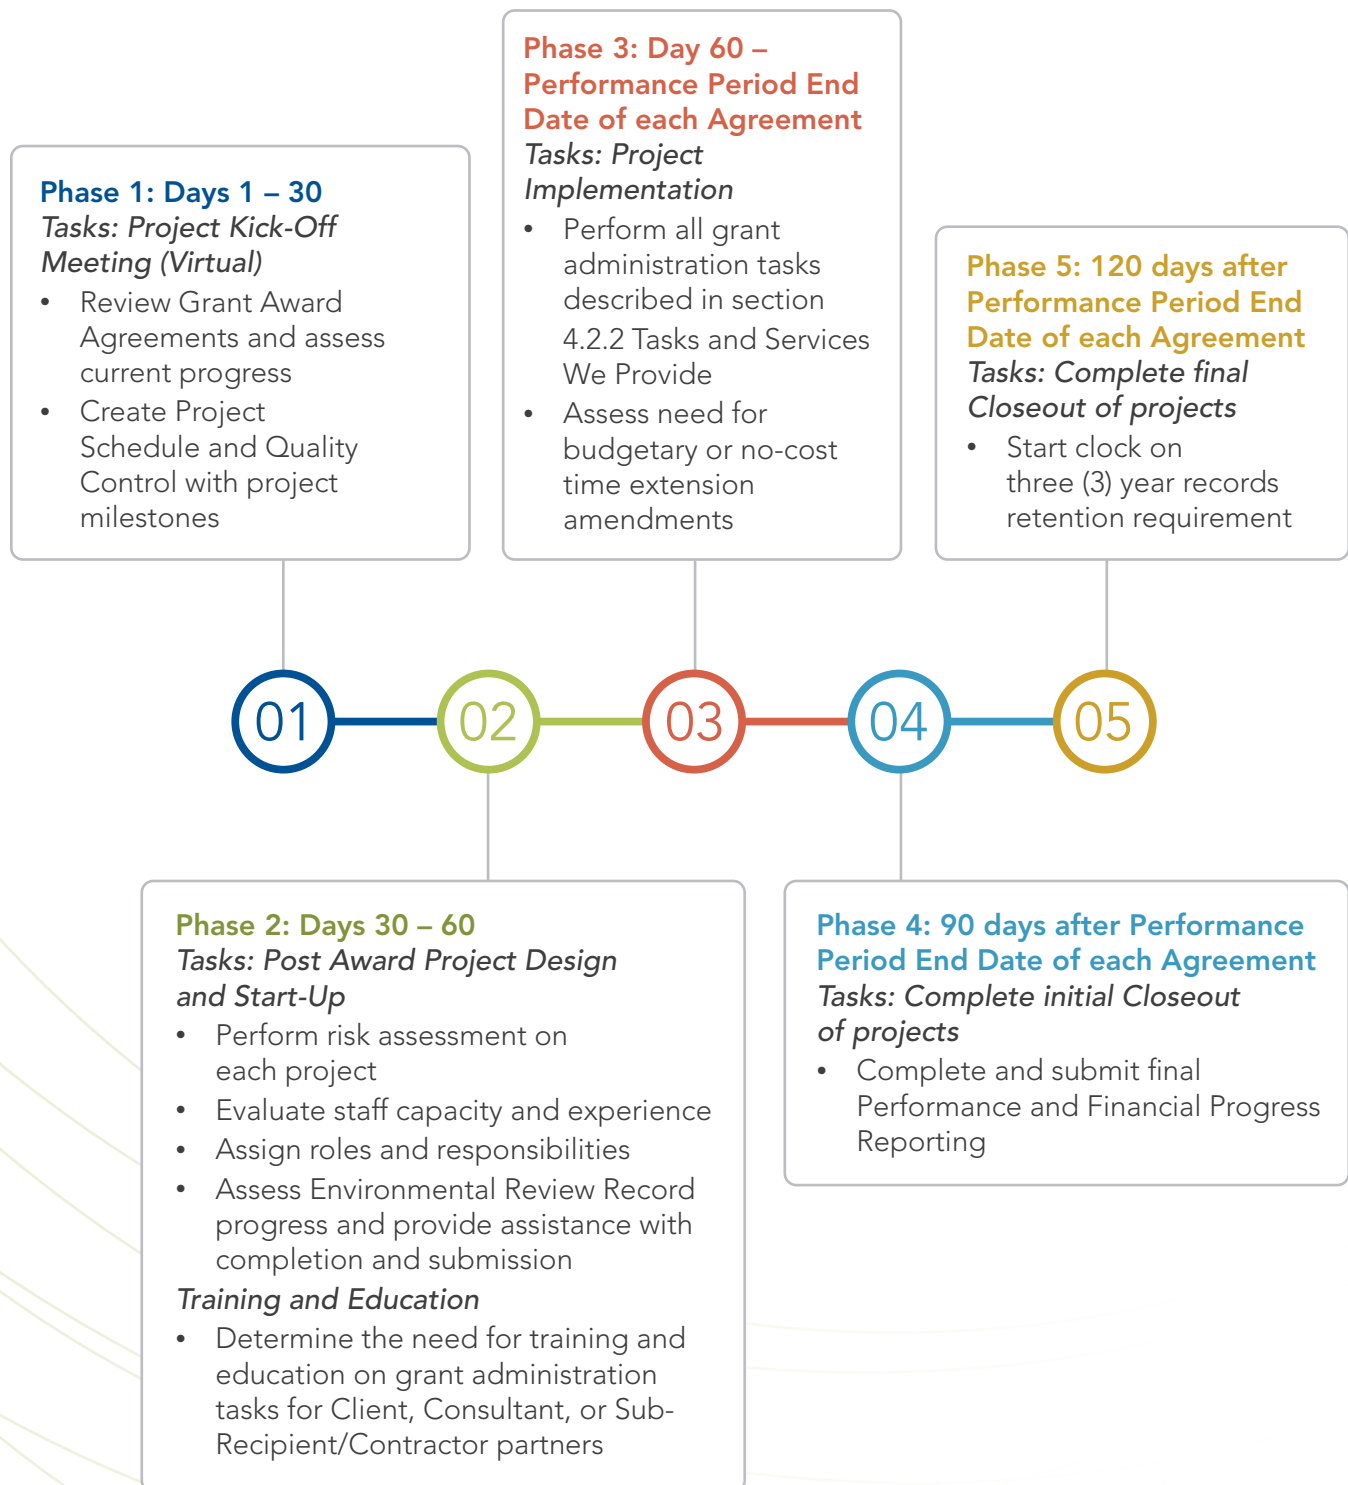 Phase 1: Days 1 – 30
Tasks: Project Kick-Off
Meeting (Virtual)
• Review Grant Award
Agreements and assess
current progress
• Create Project
Schedule and Quality
Control with project
milestones
Phase 3: Day 60 –
Performance Period End
Date of each Agreement
Tasks: Project
Implementation
• Perform all grant
administration tasks
described in section
4.2.2 Tasks and Services
We Provide
• Assess need for
budgetary or no-cost
time extension
amendments
Phase 5: 120 days after
Performance Period End
Date of each Agreement
Tasks: Complete final
Closeout of projects
• Start clock on
three (3) year records
retention requirement
01
02
03
04
05
Phase 2: Days 30 – 60
Tasks: Post Award Project Design
and Start-Up
• Perform risk assessment on
each project
• Evaluate staff capacity and experience
• Assign roles and responsibilities
• Assess Environmental Review Record
progress and provide assistance with
completion and submission
Training and Education
• Determine the need for training and
education on grant administration
tasks for Client, Consultant, or Sub-
Recipient/Contractor partners
Phase 4: 90 days after Performance
Period End Date of each Agreement
Tasks: Complete initial Closeout
of projects
• Complete and submit final
Performance and Financial Progress
Reporting